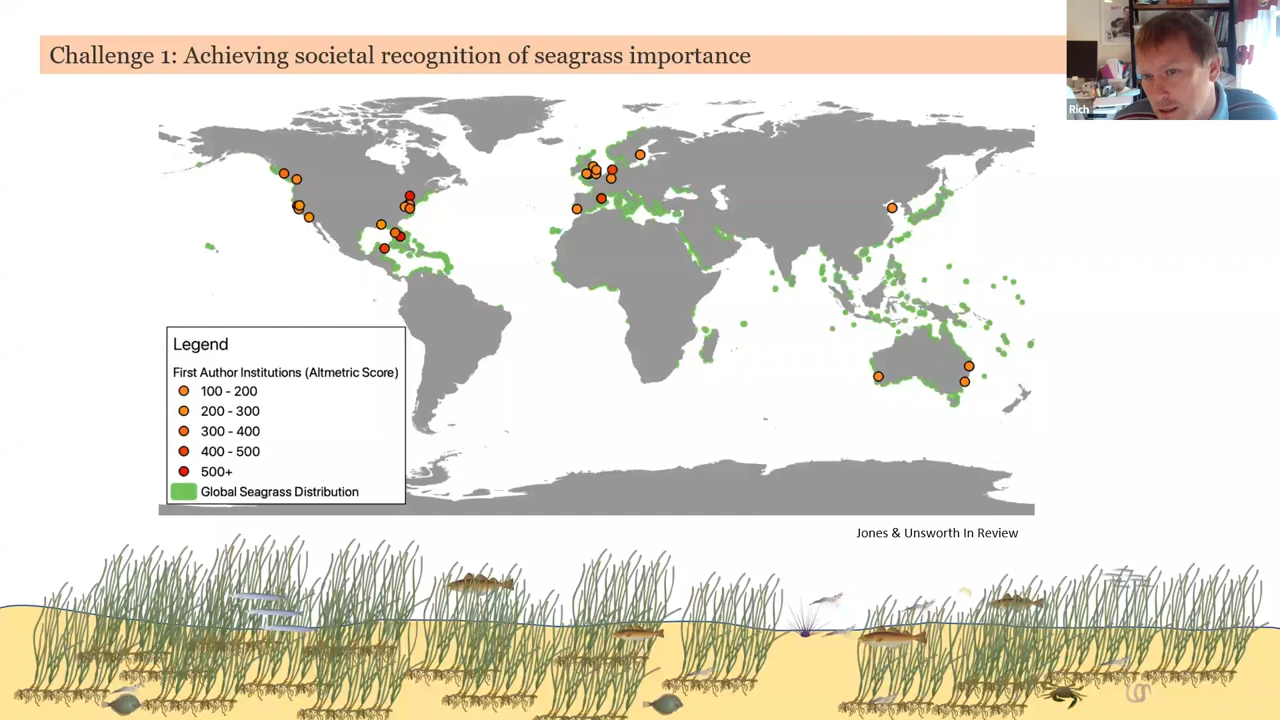 Challenge 1: Achieving societal recognition of seagrass importance
Rich
Legend
First Author Institutions (Altmetric Score)
100 - 200
200 - 300
300 - 400
400 - 500
500+
Global Seagrass Distribution
Jones & Unsworth In Review